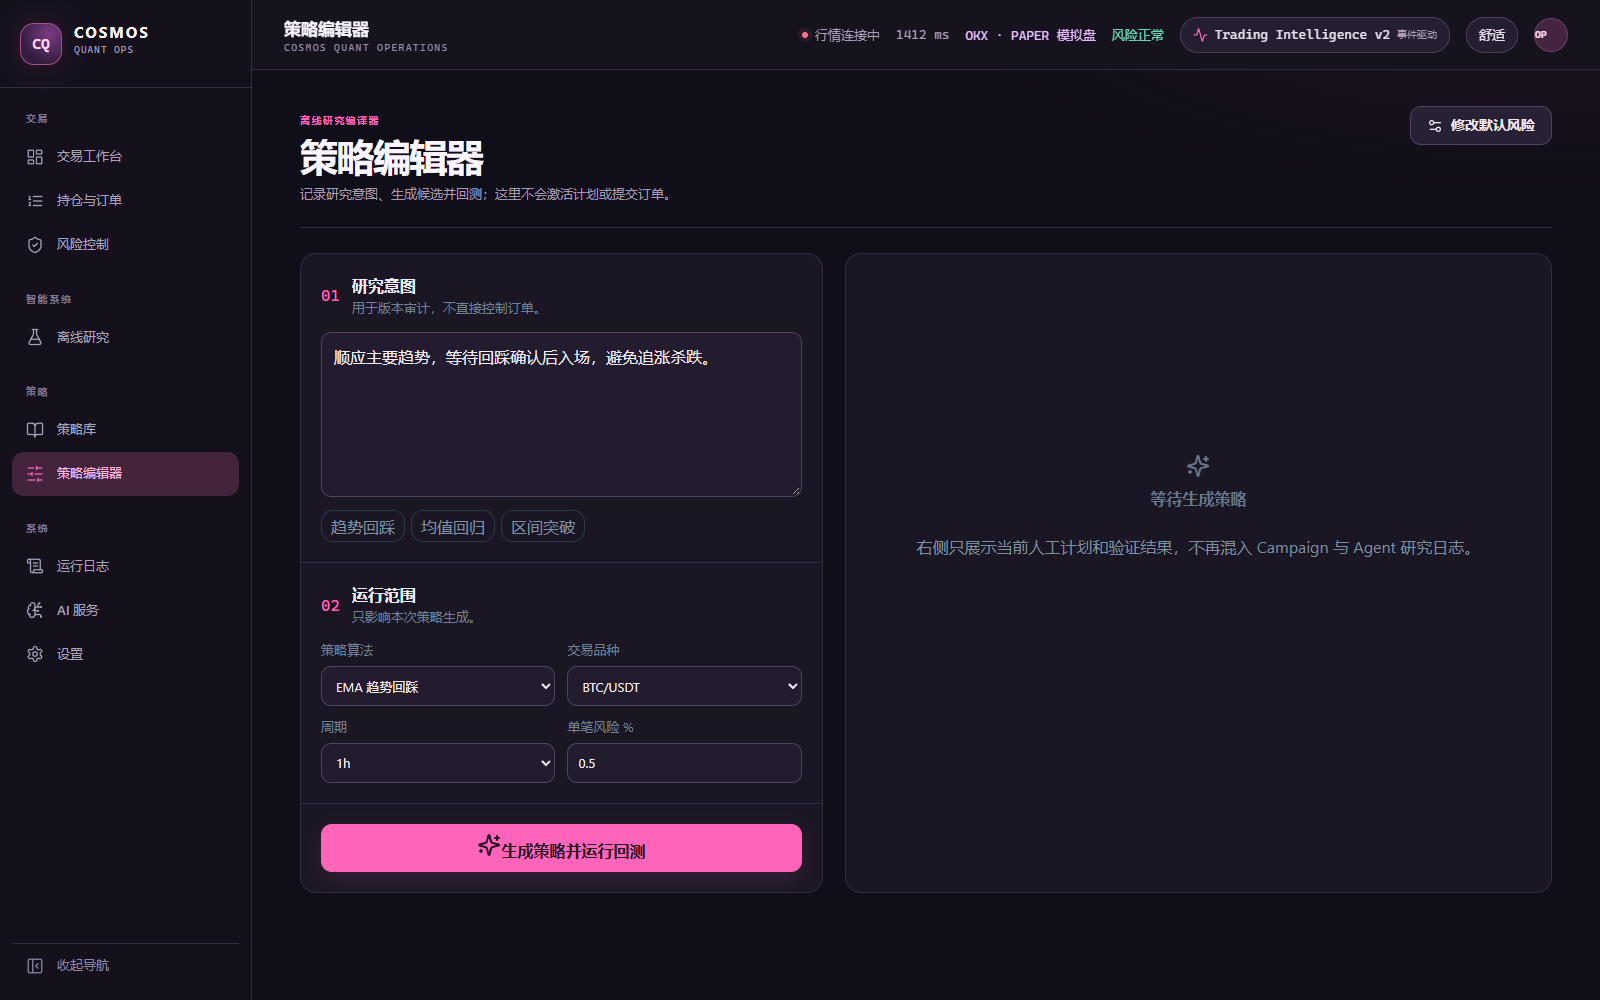 CQ
COSMOS
QUANT OPS
交易
交易工作台
持仓与订单
风险控制
智能系统
离线研究
策略
策略库
策略编辑器
系统
运行日志
AI 服务
设置
收起导航
策略编辑器
COSMOS QUANT OPERATIONS
行情连接中
1412 ms
OKX · PAPER 模拟盘
风险正常
Trading Intelligence v2 事件驱动
舒适
OP
离线研究编译器
策略编辑器
记录研究意图、生成候选并回测；这里不会激活计划或提交订单。
修改默认风险
01
研究意图
用于版本审计，不直接控制订单。
顺应主要趋势，等待回踩确认后入场，避免追涨杀跌。
趋势回踩
均值回归
区间突破
02
运行范围
只影响本次策略生成。
策略算法
交易品种
EMA 趋势回踩
BTC/USDT
周期
单笔风险 %
1h
0.5
生成策略并运行回测
等待生成策略
右侧只展示当前人工计划和验证结果，不再混入 Campaign 与 Agent 研究日志。